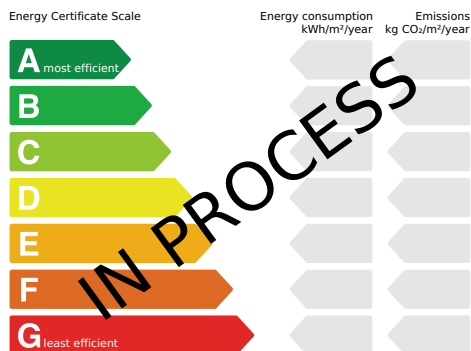 Energy Certificate Scale
Energy consumption
kWh/m²/year
Emissions
kg CO₂/m²/year
A most efficient
B
C
D
E
F
G least efficient
IN PROCESS